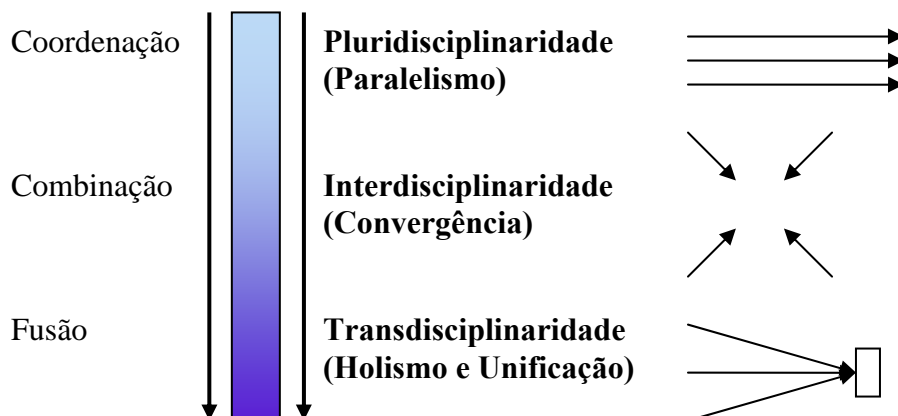 Coordenação
Pluridisciplinaridade
(Paralelismo)
Combinação
Interdisciplinaridade
(Convergência)
Fusão
Transdisciplinaridade
(Holismo e Unificação)